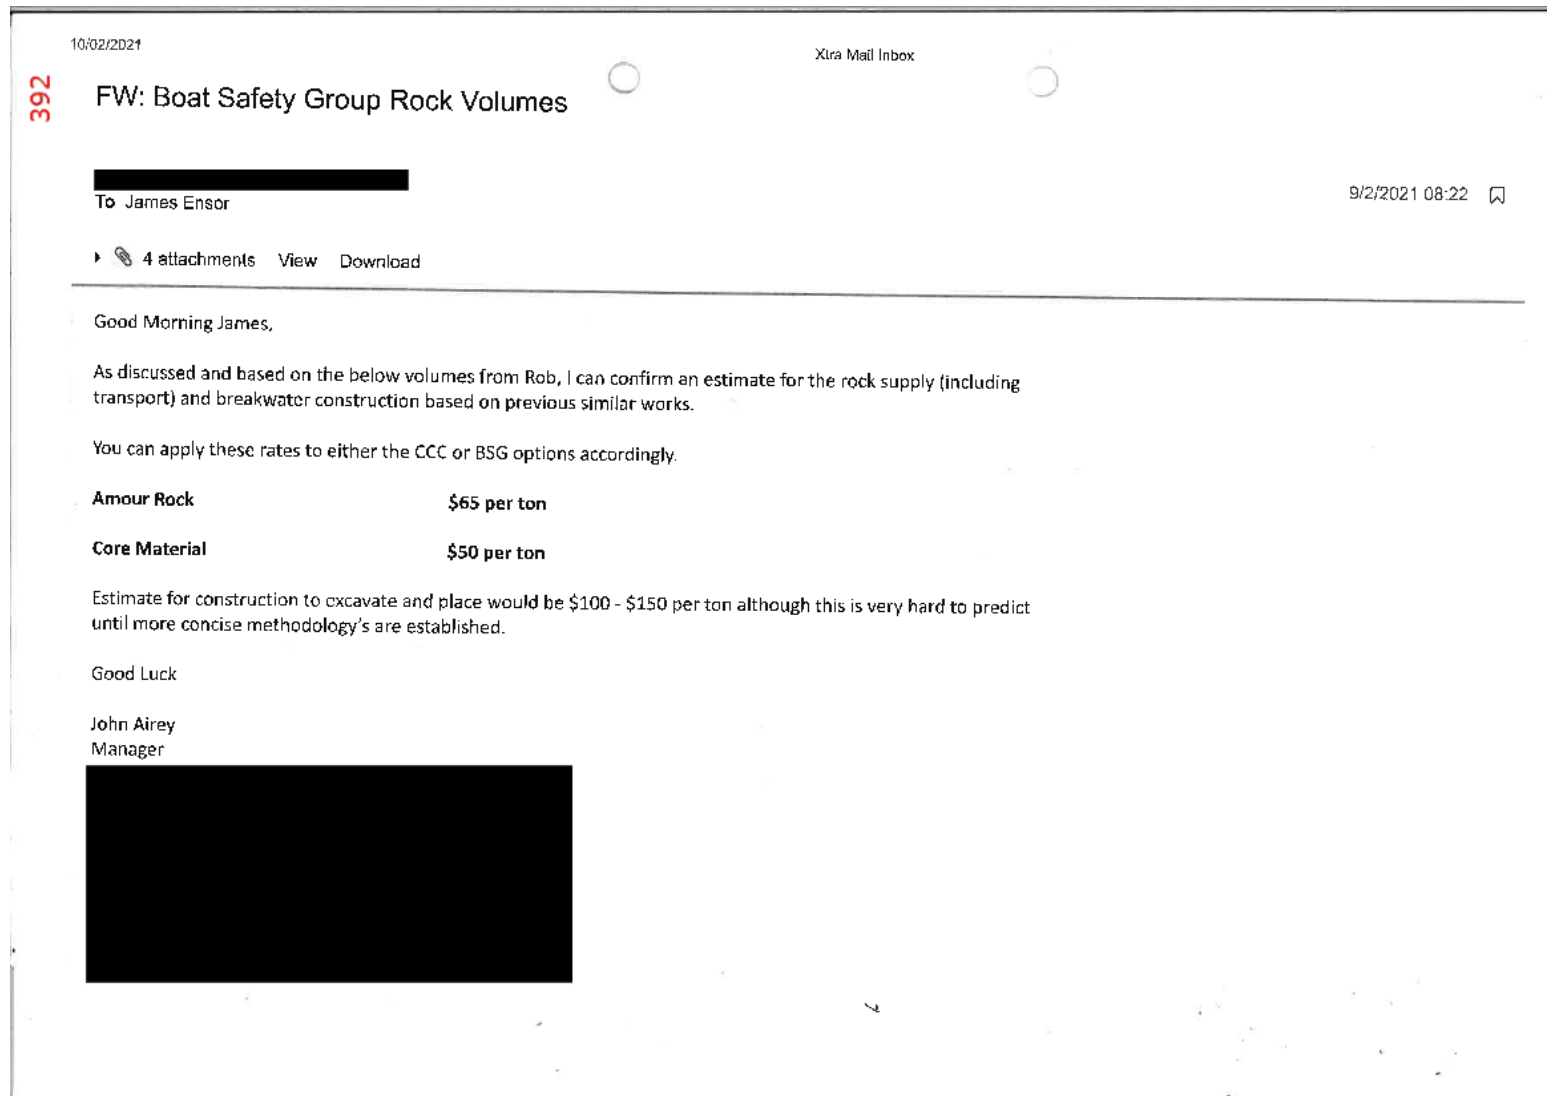 10/02/2021
Xtra Mail Inbox
392
FW: Boat Safety Group Rock Volumes
To James Ensor
9/2/2021 08:22
4 attachments View Download
Good Morning James,
As discussed and based on the below volumes from Rob, I can confirm an estimate for the rock supply (including
transport) and breakwater construction based on previous similar works.
You can apply these rates to either the CCC or BSG options accordingly.
Amour Rock $65 per ton
Core Material $50 per ton
Estimate for construction to excavate and place would be $100 - $150 per ton although this is very hard to predict
until more concise methodology's are established.
Good Luck
John Airey
Manager